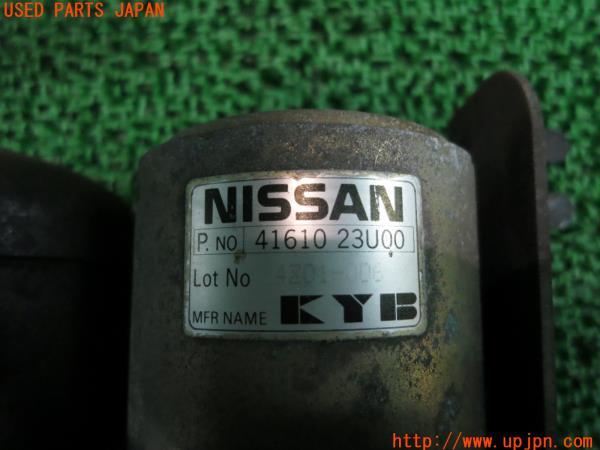 USED PARTS JAPAN
NISSAN
P. NO 41610 23U00
Lot No
MFR NAME KYB
http://www.upjpn.com/